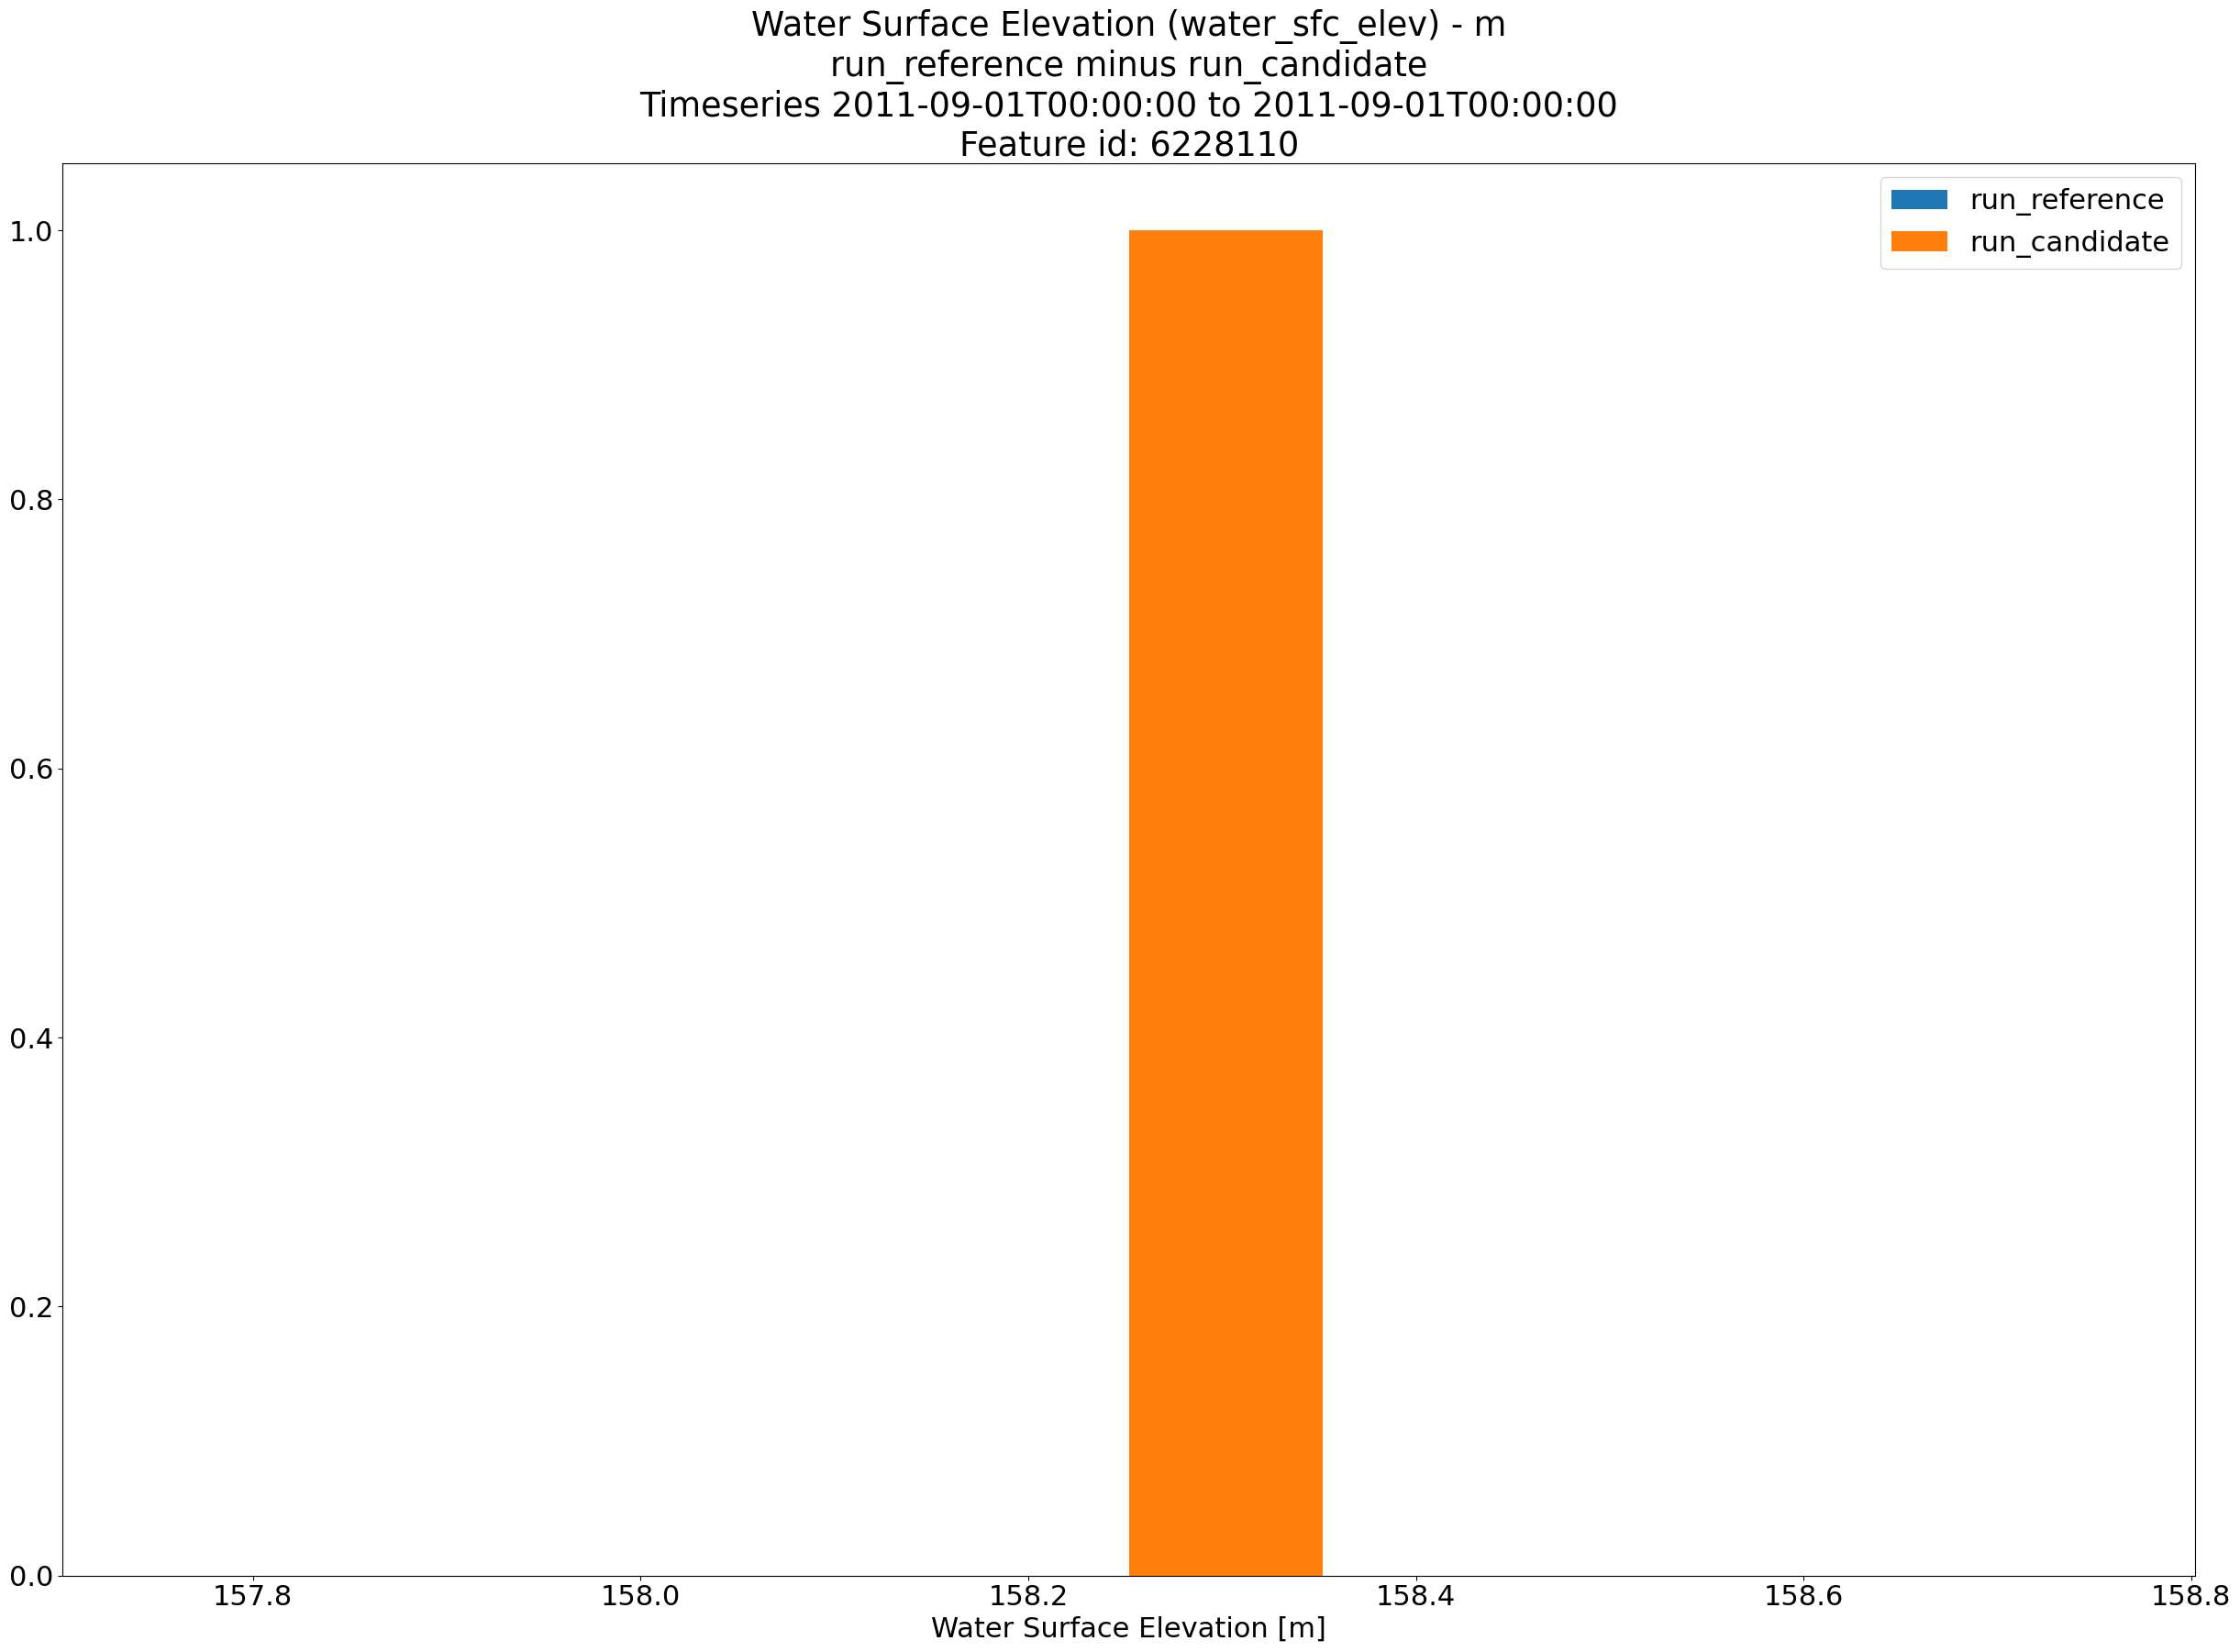 Water Surface Elevation (water_sfc_elev) - m
run_reference minus run_candidate
Timeseries 2011-09-01T00:00:00 to 2011-09-01T00:00:00
Feature id: 6228110
run_reference
run_candidate
1.0
0.8
0.6
0.4
0.2
0.0
157.8 158.0 158.2 158.4 158.6 158.8
Water Surface Elevation [m]